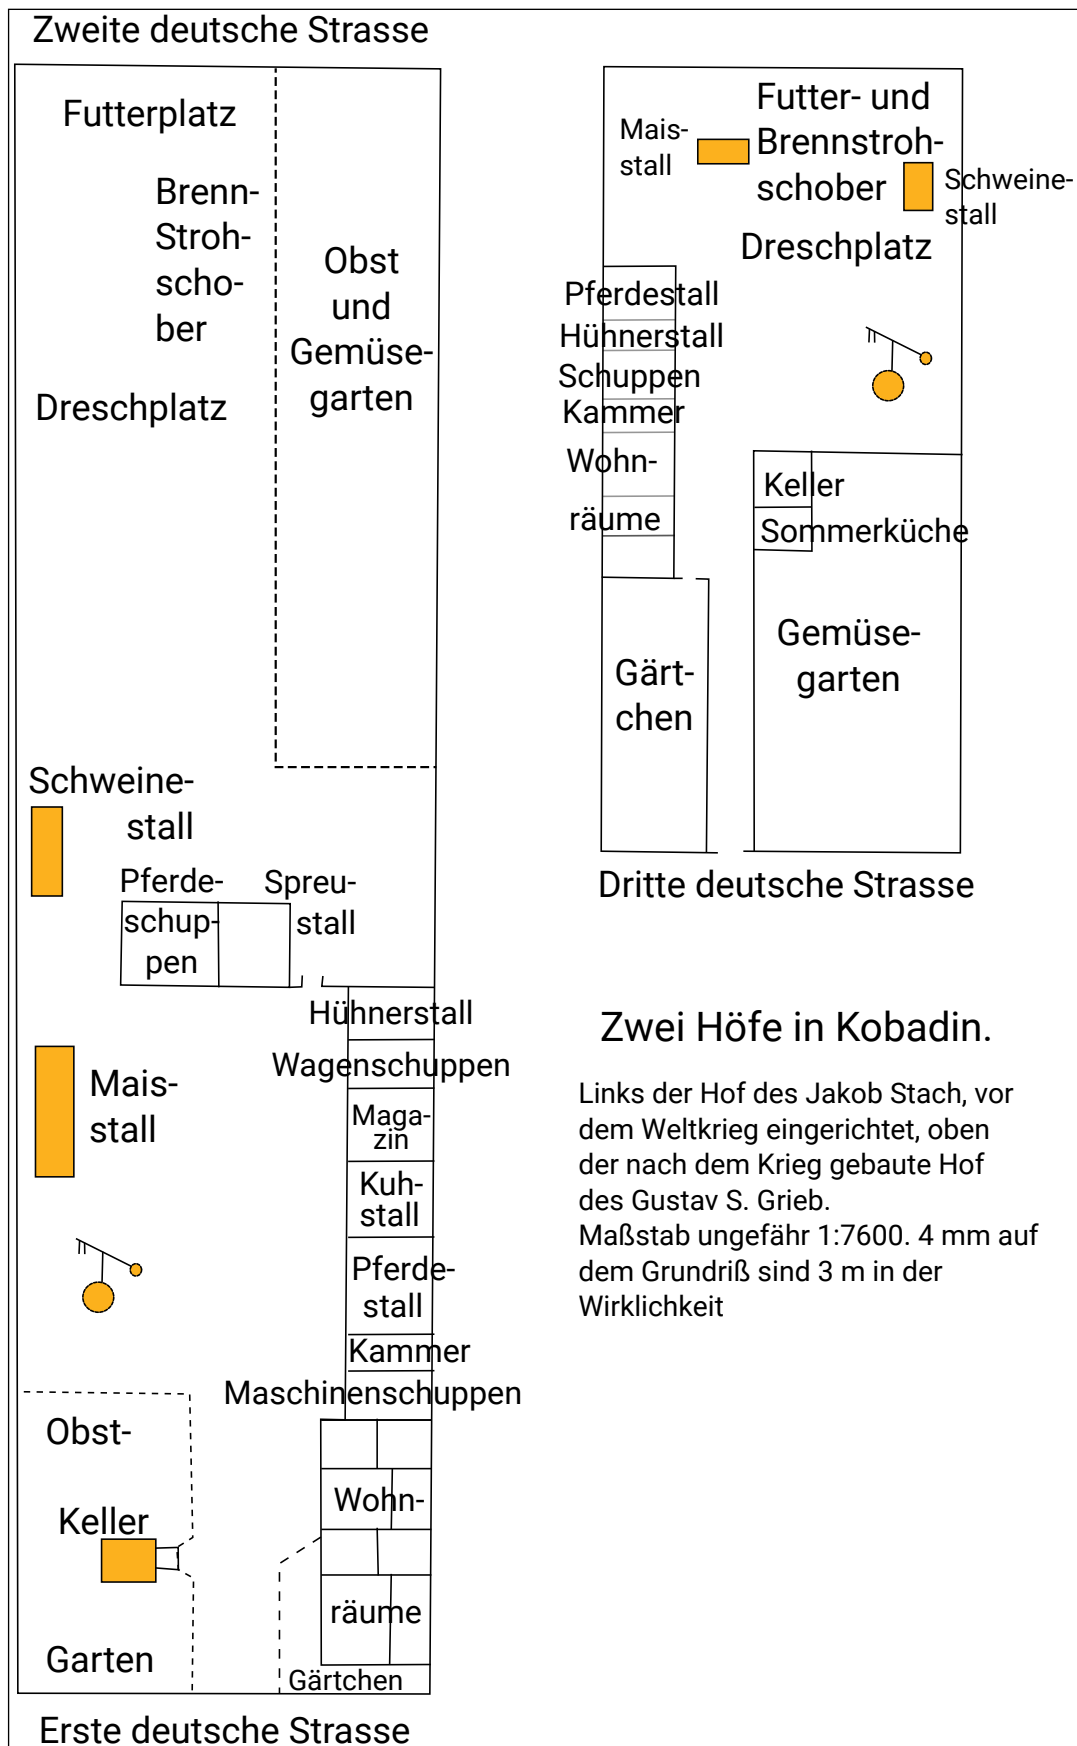 Zweite deutsche Strasse
Futterplatz
Brenn-
Stroh-
scho-
ber
Obst
und
Gemüse-
garten
Dreschplatz
Schweine-
stall
Pferde-
schup-
pen
Spreu-
stall
Hühnerstall
Wagenschuppen
Maga-
zin
Kuh-
stall
Pferde-
stall
Kammer
Maschinenschuppen
Mais-
stall
Obst-
Keller
Garten
Wohn-
räume
Gärtchen
Erste deutsche Strasse
Mais-
stall
Futter- und
Brennstroh-
schober
Schweine-
stall
Dreschplatz
Pferdestall
Hühnerstall
Schuppen
Kammer
Wohn-
räume
Keller
Sommerküche
Gärt-
chen
Gemüse-
garten
Dritte deutsche Strasse
Zwei Höfe in Kobadin.
Links der Hof des Jakob Stach, vor
dem Weltkrieg eingerichtet, oben
der nach dem Krieg gebaute Hof
des Gustav S. Grieb.
Maßstab ungefähr 1:7600. 4 mm auf
dem Grundriß sind 3 m in der
Wirklichkeit